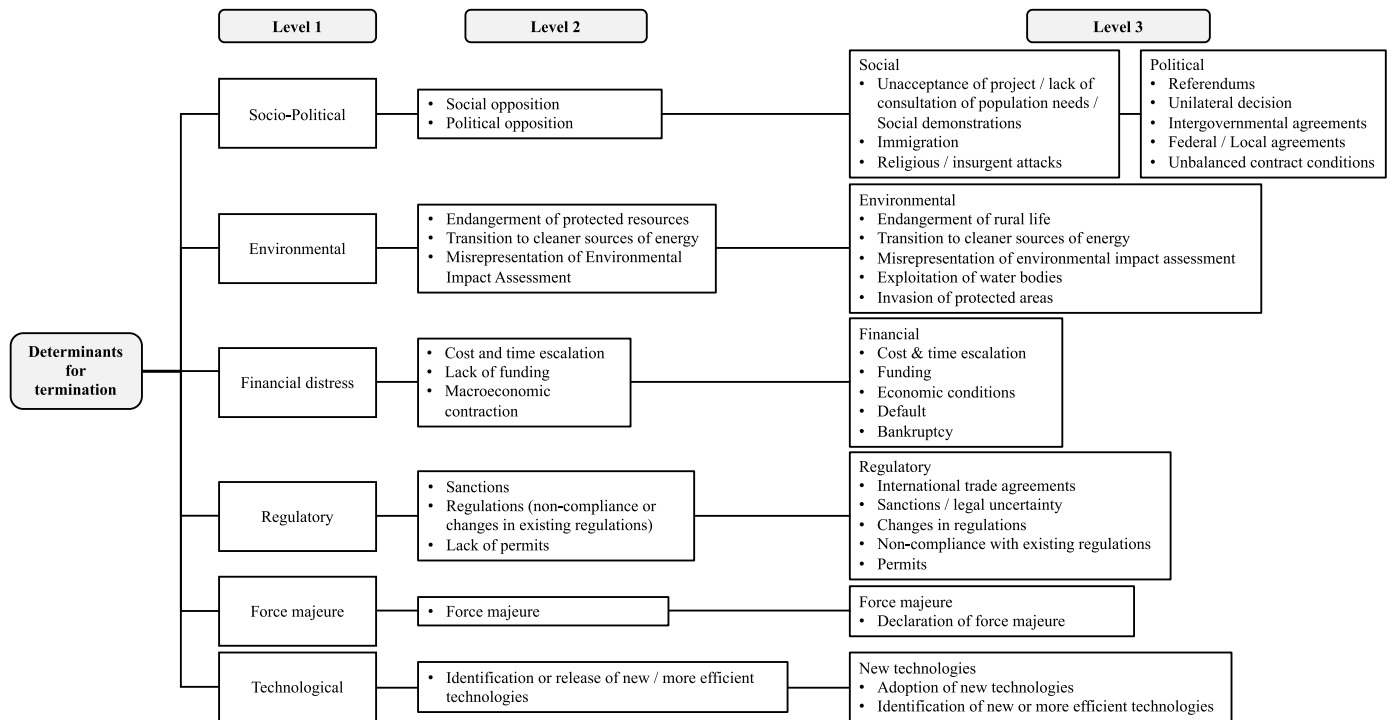 Level 1
Level 2
Level 3
Determinants
for
termination
Socio-Political
• Social opposition
• Political opposition
Social
• Unacceptance of project / lack of
consultation of population needs /
Social demonstrations
• Immigration
• Religious / insurgent attacks
Political
• Referendums
• Unilateral decision
• Intergovernmental agreements
• Federal / Local agreements
• Unbalanced contract conditions
Environmental
• Endangerment of protected resources
• Transition to cleaner sources of energy
• Misrepresentation of Environmental
Impact Assessment
Environmental
• Endangerment of rural life
• Transition to cleaner sources of energy
• Misrepresentation of environmental impact assessment
• Exploitation of water bodies
• Invasion of protected areas
Financial distress
• Cost and time escalation
• Lack of funding
• Macroeconomic
contraction
Financial
• Cost & time escalation
• Funding
• Economic conditions
• Default
• Bankruptcy
Regulatory
• Sanctions
• Regulations (non-compliance or
changes in existing regulations)
• Lack of permits
Regulatory
• International trade agreements
• Sanctions / legal uncertainty
• Changes in regulations
• Non-compliance with existing regulations
• Permits
Force majeure
• Force majeure
Force majeure
• Declaration of force majeure
Technological
• Identification or release of new / more efficient
technologies
New technologies
• Adoption of new technologies
• Identification of new or more efficient technologies